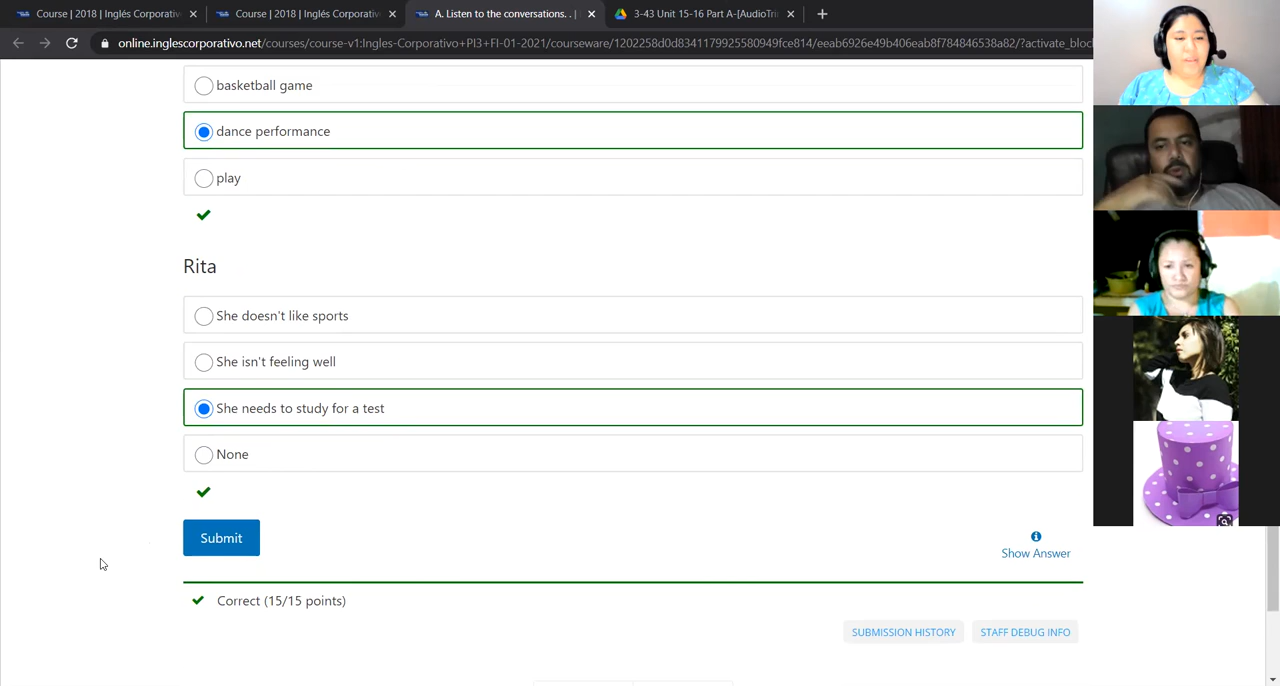 Course | 2018 | Inglés Corporativ
Course | 2018 | Inglés Corporativ
A. Listen to the conversations. . |
3-43 Unit 15-16 Part A-[AudioTri
online.inglescorporativo.net/courses/course-v1:Ingles-Corporativo+PI3+FI-01-2021/courseware/1202258d0d8341179925580949fce814/eeab6926e49b406eab8f784846538a82/?activate_bloc
basketball game
dance performance
play
Rita
She doesn't like sports
She isn't feeling well
She needs to study for a test
None
Submit
Show Answer
Correct (15/15 points)
SUBMISSION HISTORY
STAFF DEBUG INFO